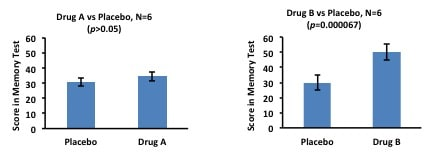 Drug A vs Placebo, N=6
(p>0.05)
Score in Memory Test
60
50
40
30
20
10
0
Placebo
Drug A
Drug B vs Placebo, N=6
(p=0.000067)
Score in Memory Test
60
50
40
30
20
10
0
Placebo
Drug B